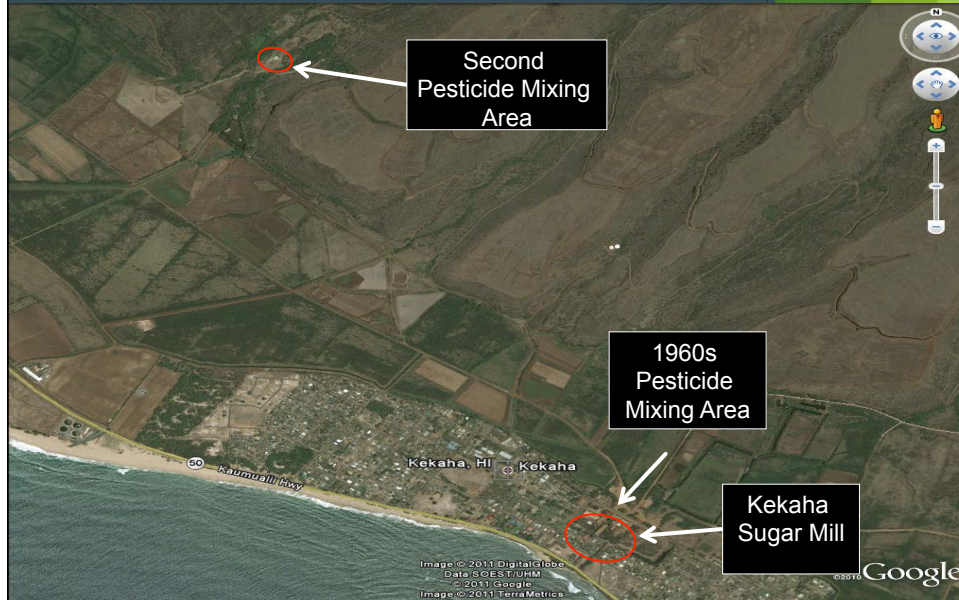 N
Second
Pesticide Mixing
Area
1960s
Pesticide
Mixing Area
Kekaha, HI
Kekaha
50
Kaumualii Hwy
Kekaha
Sugar Mill
Image © 2011 DigitalGlobe
Data SOEST/UHM
© 2011 Google
Image © 2011 TerraMetrics
©2010 Google